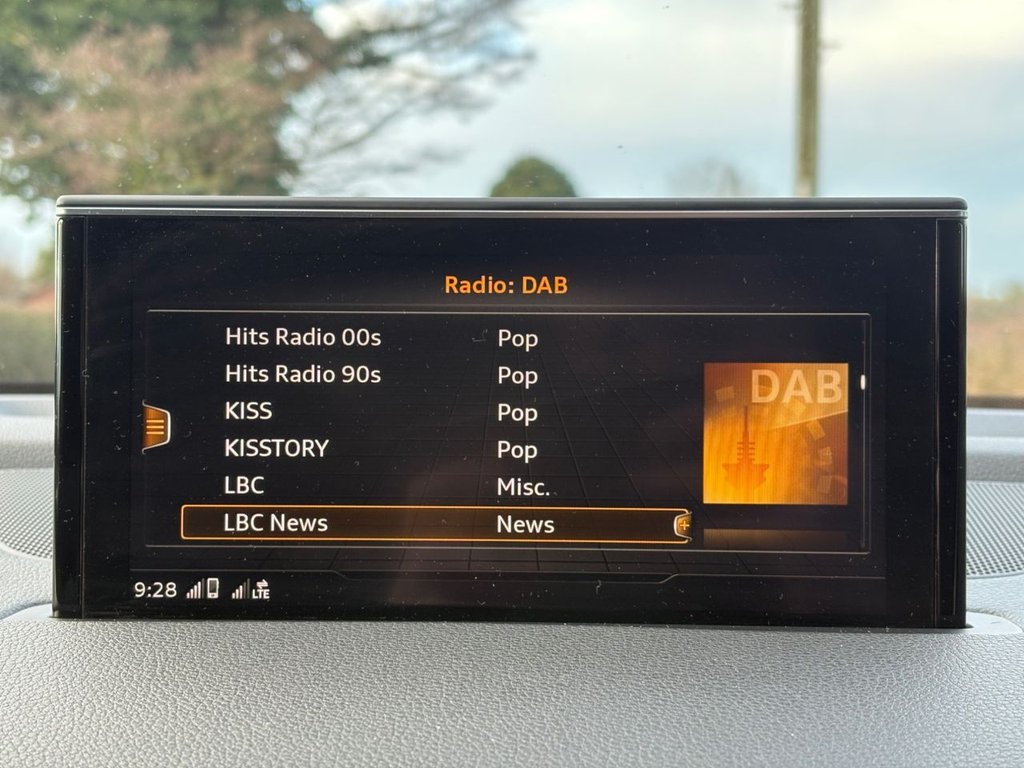 Radio: DAB
Hits Radio 00s Pop
Hits Radio 90s Pop
KISS Pop
KISSTORY Pop
LBC Misc.
LBC News News
DAB
9:28 LTE